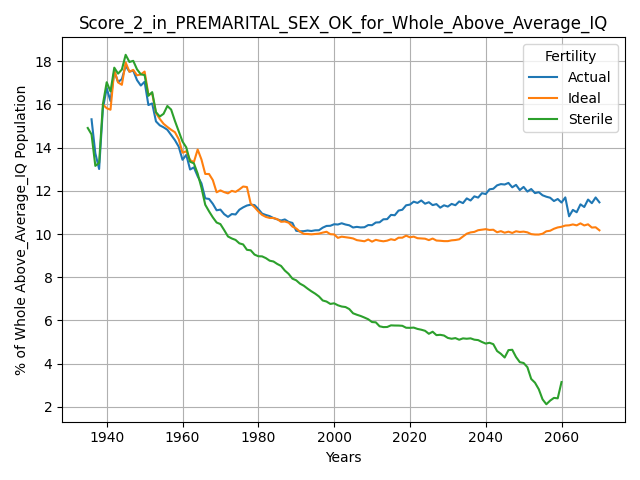 Score_2_in_PREMARITAL_SEX_OK_for_Whole_Above_Average_IQ
Fertility
Actual
Ideal
Sterile
% of Whole Above_Average_IQ Population
18
16
14
12
10
8
6
4
2
1940
1960
1980
2000
2020
2040
2060
Years